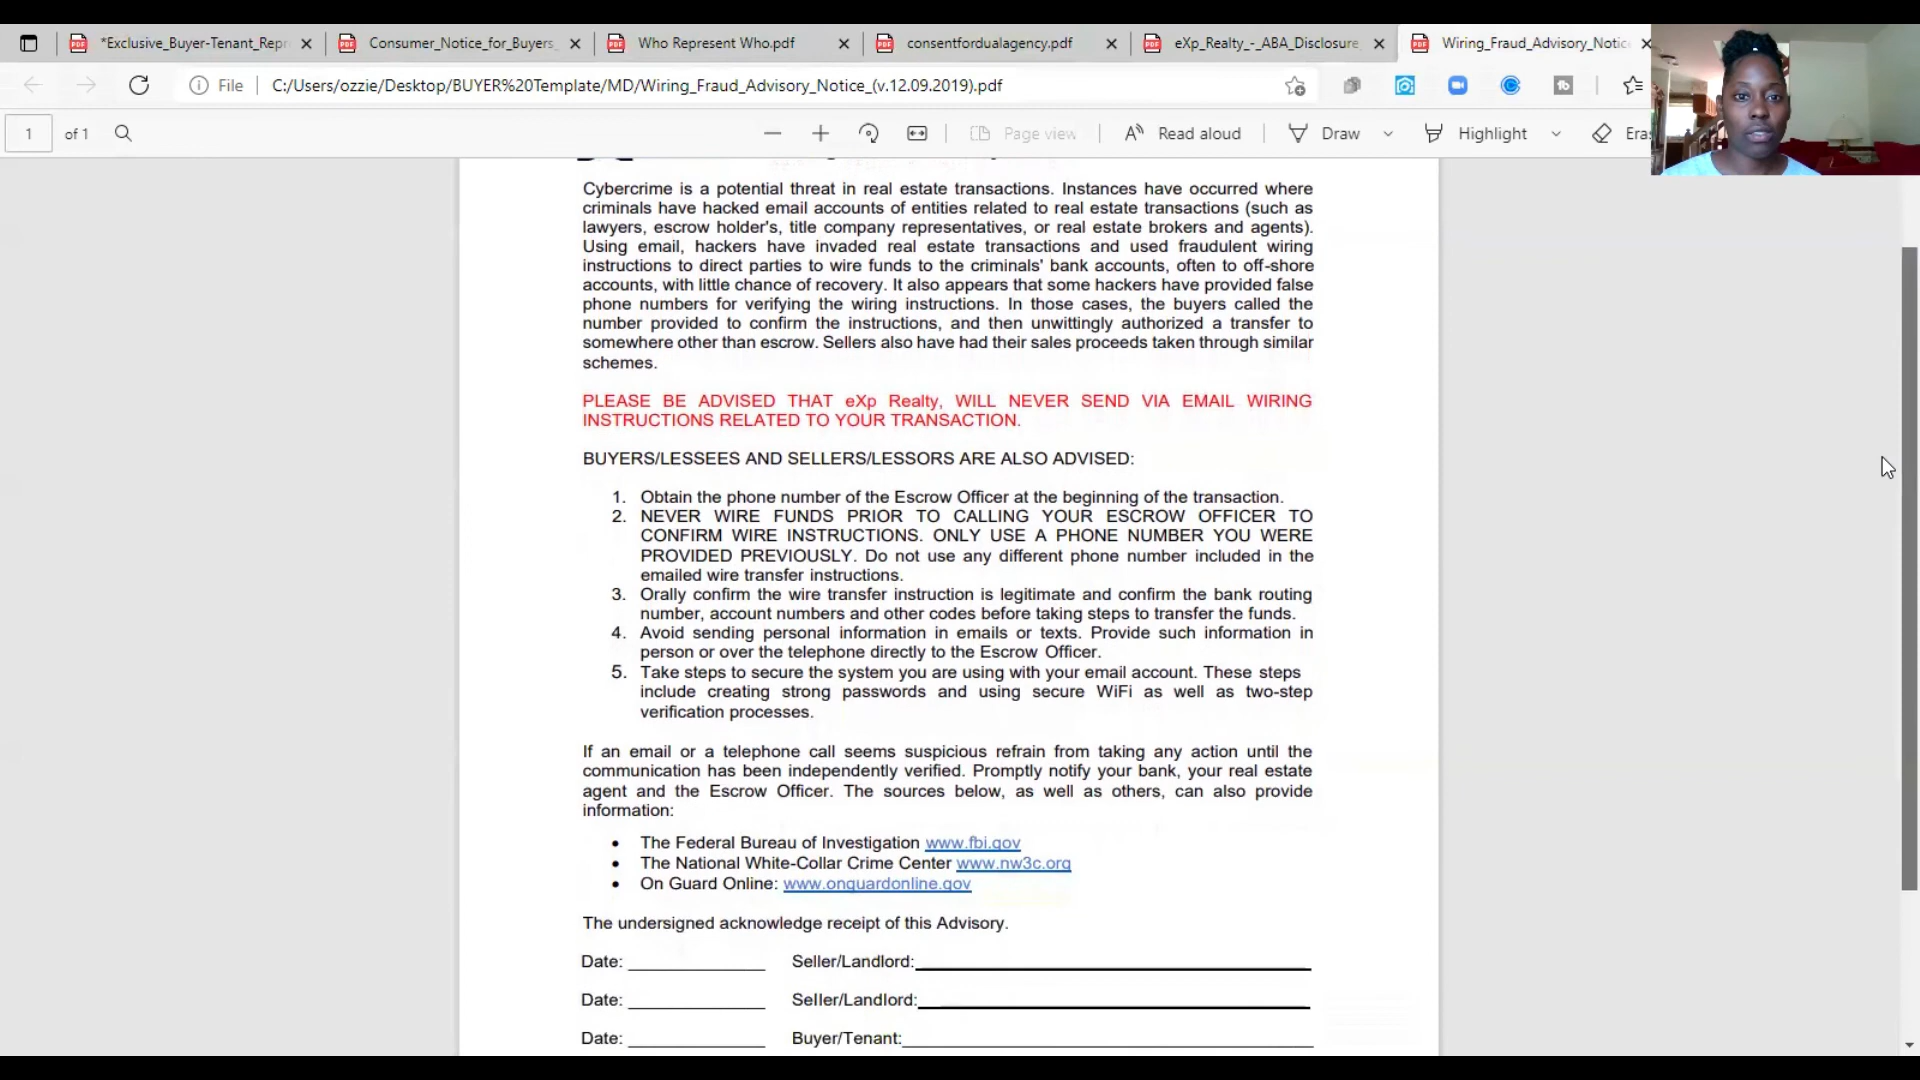 *Exclusive_Buyer-Tenant_Repr
Consumer_Notice_for_Buyers_
Who Represent Who.pdf
consentfordualagency.pdf
eXp_Realty_-_ABA_Disclosure
Wiring_Fraud_Advisory_Notic
File
C:/Users/ozzie/Desktop/BUYER%20Template/MD/Wiring_Fraud_Advisory_Notice_(v.12.09.2019).pdf
1 of 1
Page view
Read aloud
Draw
Highlight
Eras
Cybercrime is a potential threat in real estate transactions. Instances have occurred where
criminals have hacked email accounts of entities related to real estate transactions (such as
lawyers, escrow holder's, title company representatives, or real estate brokers and agents).
Using email, hackers have invaded real estate transactions and used fraudulent wiring
instructions to direct parties to wire funds to the criminals' bank accounts, often to off-shore
accounts, with little chance of recovery. It also appears that some hackers have provided false
phone numbers for verifying the wiring instructions. In those cases, the buyers called the
number provided to confirm the instructions, and then unwittingly authorized a transfer to
somewhere other than escrow. Sellers also have had their sales proceeds taken through similar
schemes.
PLEASE BE ADVISED THAT eXp Realty, WILL NEVER SEND VIA EMAIL WIRING
INSTRUCTIONS RELATED TO YOUR TRANSACTION.
BUYERS/LESSEES AND SELLERS/LESSORS ARE ALSO ADVISED:
1. Obtain the phone number of the Escrow Officer at the beginning of the transaction.
2. NEVER WIRE FUNDS PRIOR TO CALLING YOUR ESCROW OFFICER TO
CONFIRM WIRE INSTRUCTIONS. ONLY USE A PHONE NUMBER YOU WERE
PROVIDED PREVIOUSLY. Do not use any different phone number included in the
emailed wire transfer instructions.
3. Orally confirm the wire transfer instruction is legitimate and confirm the bank routing
number, account numbers and other codes before taking steps to transfer the funds.
4. Avoid sending personal information in emails or texts. Provide such information in
person or over the telephone directly to the Escrow Officer.
5. Take steps to secure the system you are using with your email account. These steps
include creating strong passwords and using secure WiFi as well as two-step
verification processes.
If an email or a telephone call seems suspicious refrain from taking any action until the
communication has been independently verified. Promptly notify your bank, your real estate
agent and the Escrow Officer. The sources below, as well as others, can also provide
information:
• The Federal Bureau of Investigation www.fbi.gov
• The National White-Collar Crime Center www.nw3c.org
• On Guard Online: www.onguardonline.gov
The undersigned acknowledge receipt of this Advisory.
Date: ______________ Seller/Landlord:
Date: ______________ Seller/Landlord:
Date: ______________ Buyer/Tenant: